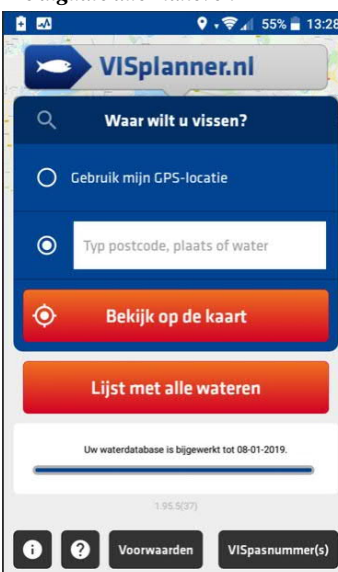 55% 13:28
VISplanner.nl
Waar wilt u vissen?
Gebruik mijn GPS-locatie
Typ postcode, plaats of water
Bekijk op de kaart
Lijst met alle wateren
Uw waterdatabase is bijgewerkt tot 08-01-2019.
1.95.5(37)
i ? Voorwaarden VISpasnummer(s)